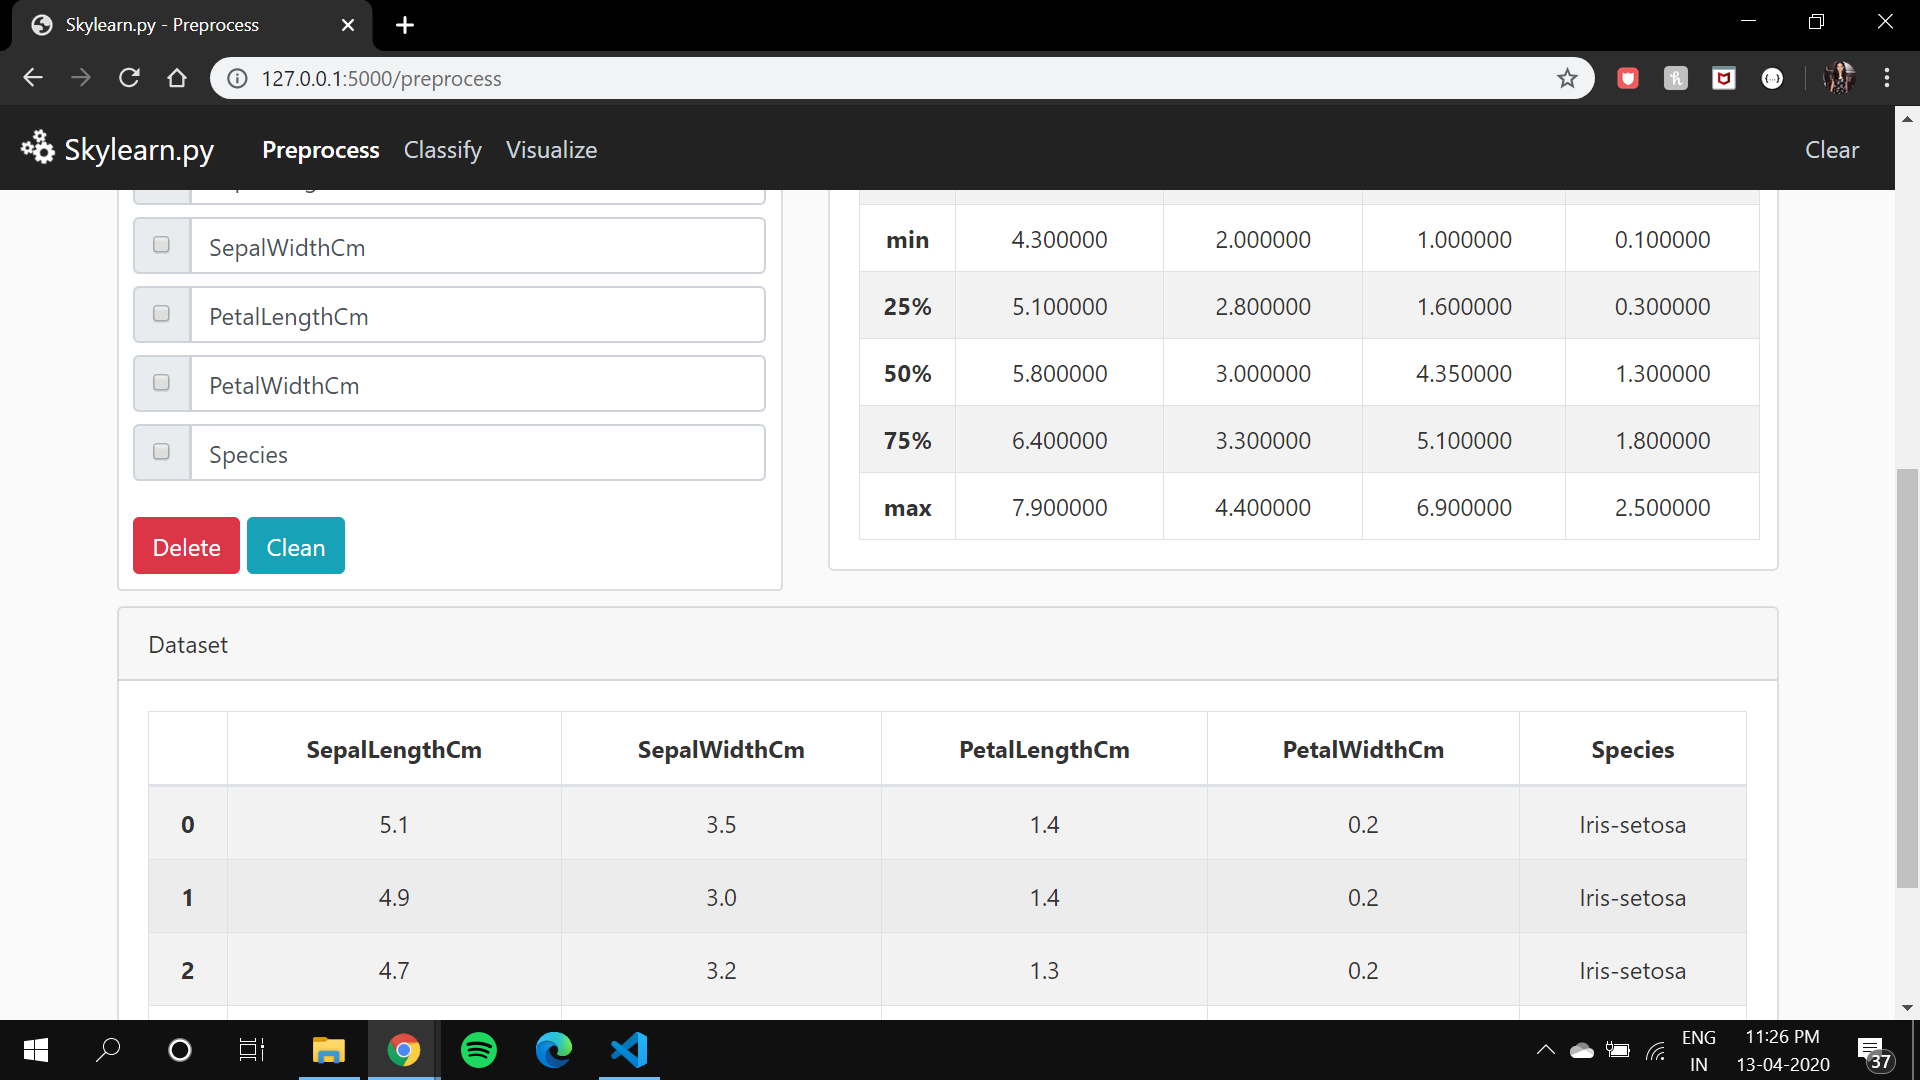 Skylearn.py - Preprocess
127.0.0.1:5000/preprocess
Skylearn.py Preprocess Classify Visualize Clear
SepalWidthCm
PetalLengthCm
PetalWidthCm
Species
Delete Clean
min 4.300000 2.000000 1.000000 0.100000
25% 5.100000 2.800000 1.600000 0.300000
50% 5.800000 3.000000 4.350000 1.300000
75% 6.400000 3.300000 5.100000 1.800000
max 7.900000 4.400000 6.900000 2.500000
Dataset
SepalLengthCm SepalWidthCm PetalLengthCm PetalWidthCm Species
0 5.1 3.5 1.4 0.2 Iris-setosa
1 4.9 3.0 1.4 0.2 Iris-setosa
2 4.7 3.2 1.3 0.2 Iris-setosa
ENG 11:26 PM
IN 13-04-2020 37